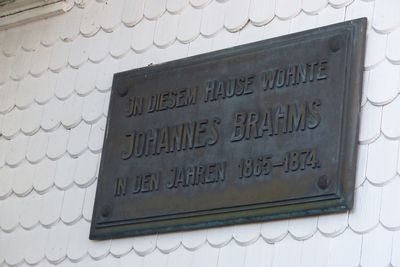 IN DIESEM HAUSE WOHNTE
JOHANNES BRAHMS
IN DEN JAHREN 1865–1874.